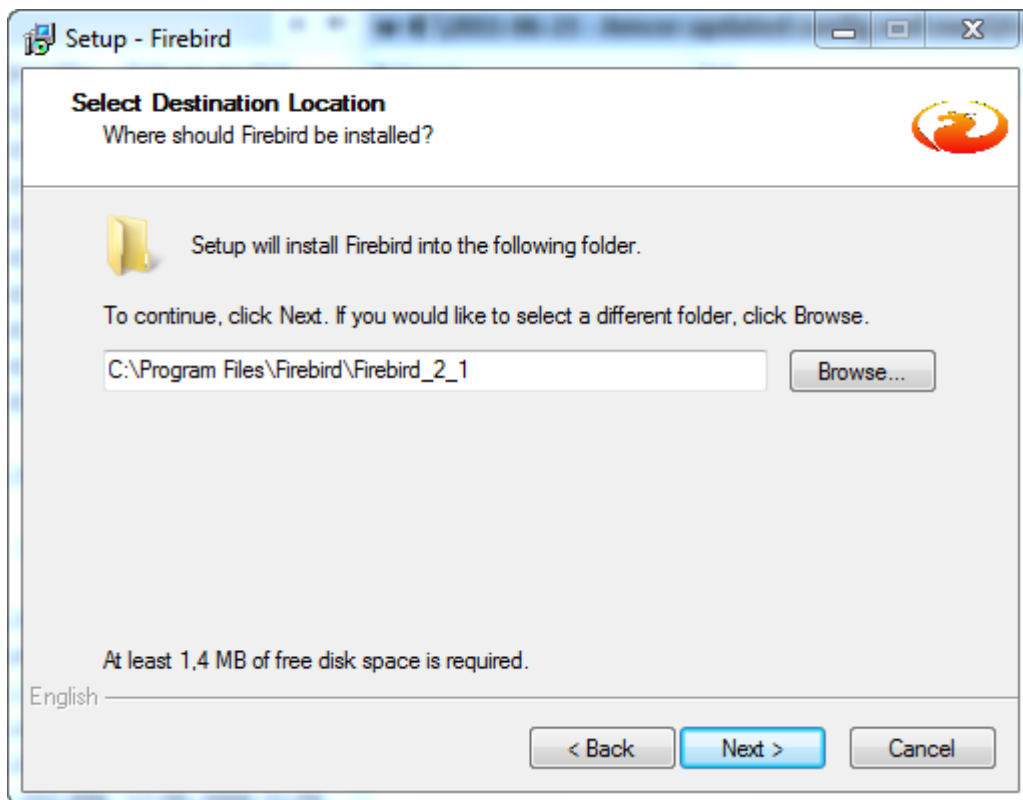 Setup - Firebird
Select Destination Location
Where should Firebird be installed?
Setup will install Firebird into the following folder.
To continue, click Next. If you would like to select a different folder, click Browse.
C:\Program Files\Firebird\Firebird_2_1
Browse...
At least 1,4 MB of free disk space is required.
English
< Back
Next >
Cancel